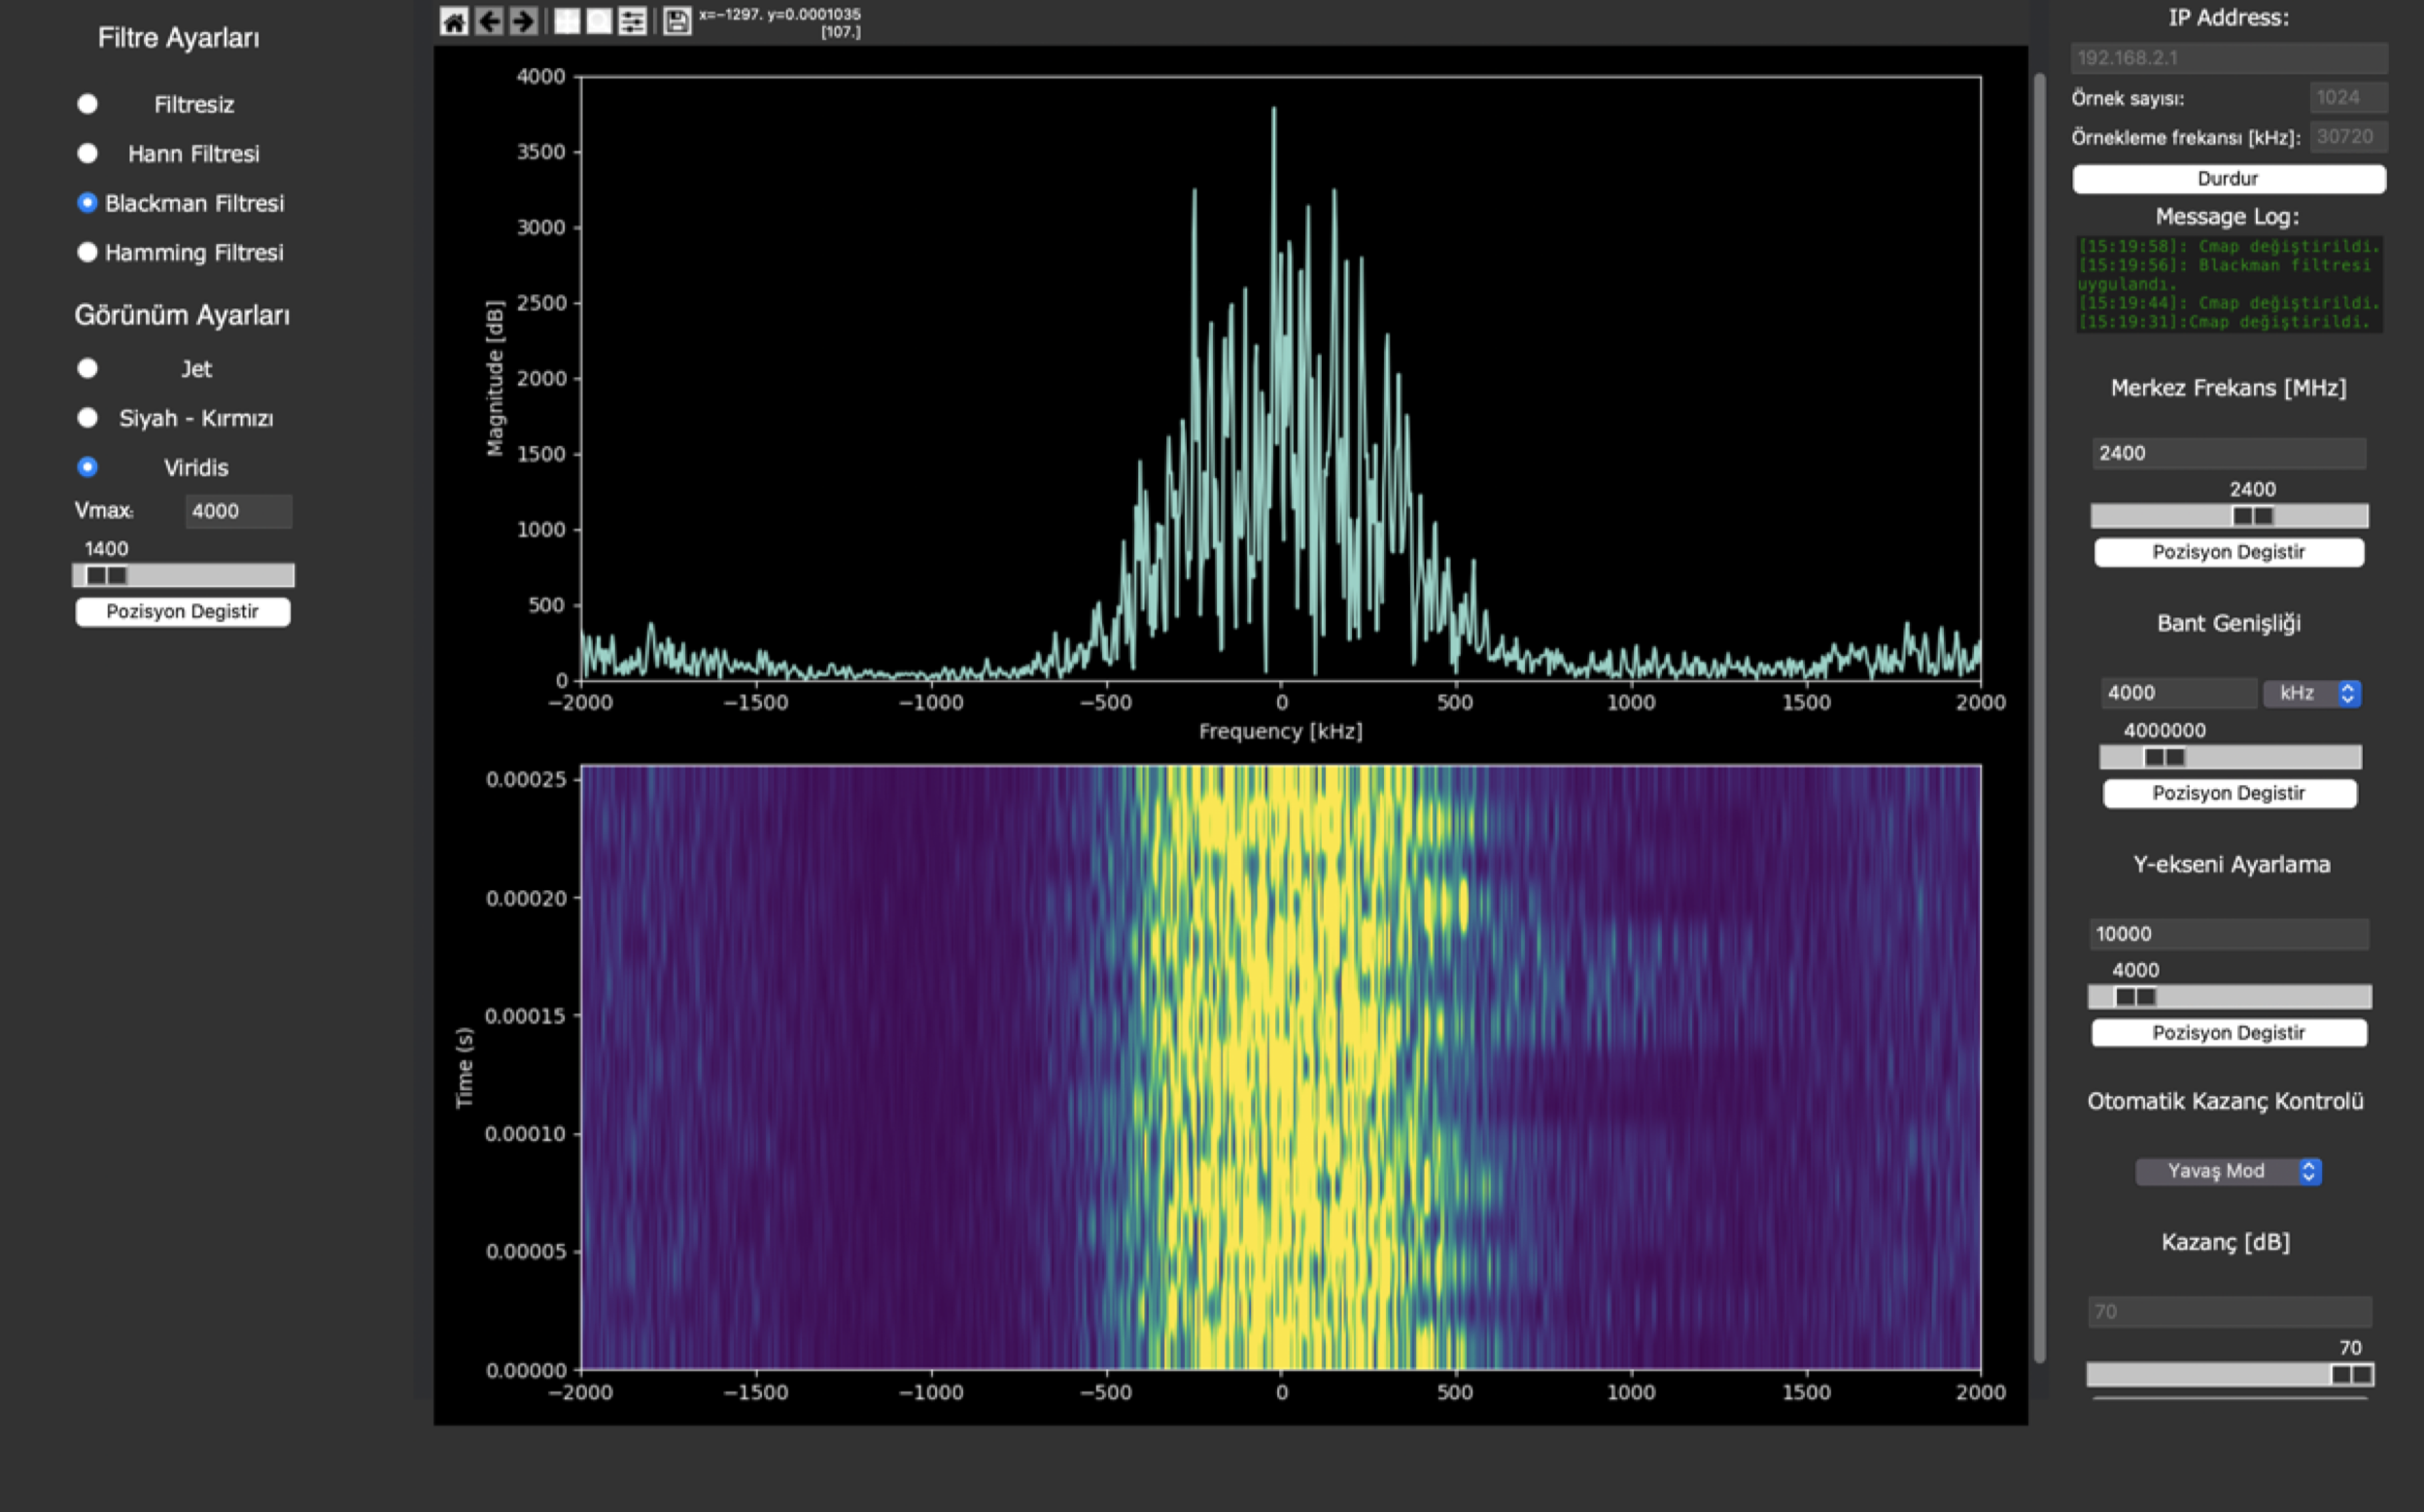 Filtre Ayarları
Filtresiz
Hann Filtresi
Blackman Filtresi
Hamming Filtresi
Görünüm Ayarları
Jet
Siyah - Kırmızı
Viridis
Vmax: 4000
1400
Pozisyon Degistir
x=−1297. y=0.0001035
[107.]
4000
3500
3000
2500
2000
1500
1000
500
0
Magnitude [dB]
−2000 −1500 −1000 −500 0 500 1000 1500 2000
Frequency [kHz]
0.00025
0.00020
0.00015
0.00010
0.00005
0.00000
Time (s)
−2000 −1500 −1000 −500 0 500 1000 1500 2000
IP Address:
192.168.2.1
Örnek sayısı: 1024
Örnekleme frekansı [kHz]: 30720
Durdur
Message Log:
[15:19:58]: Cmap değiştirildi.
[15:19:56]: Blackman filtresi
uygulandı.
[15:19:44]: Cmap değiştirildi.
[15:19:31]:Cmap değiştirildi.
Merkez Frekans [MHz]
2400
2400
Pozisyon Degistir
Bant Genişliği
4000 kHz
4000000
Pozisyon Degistir
Y-ekseni Ayarlama
10000
4000
Pozisyon Degistir
Otomatik Kazanç Kontrolü
Yavaş Mod
Kazanç [dB]
70
70